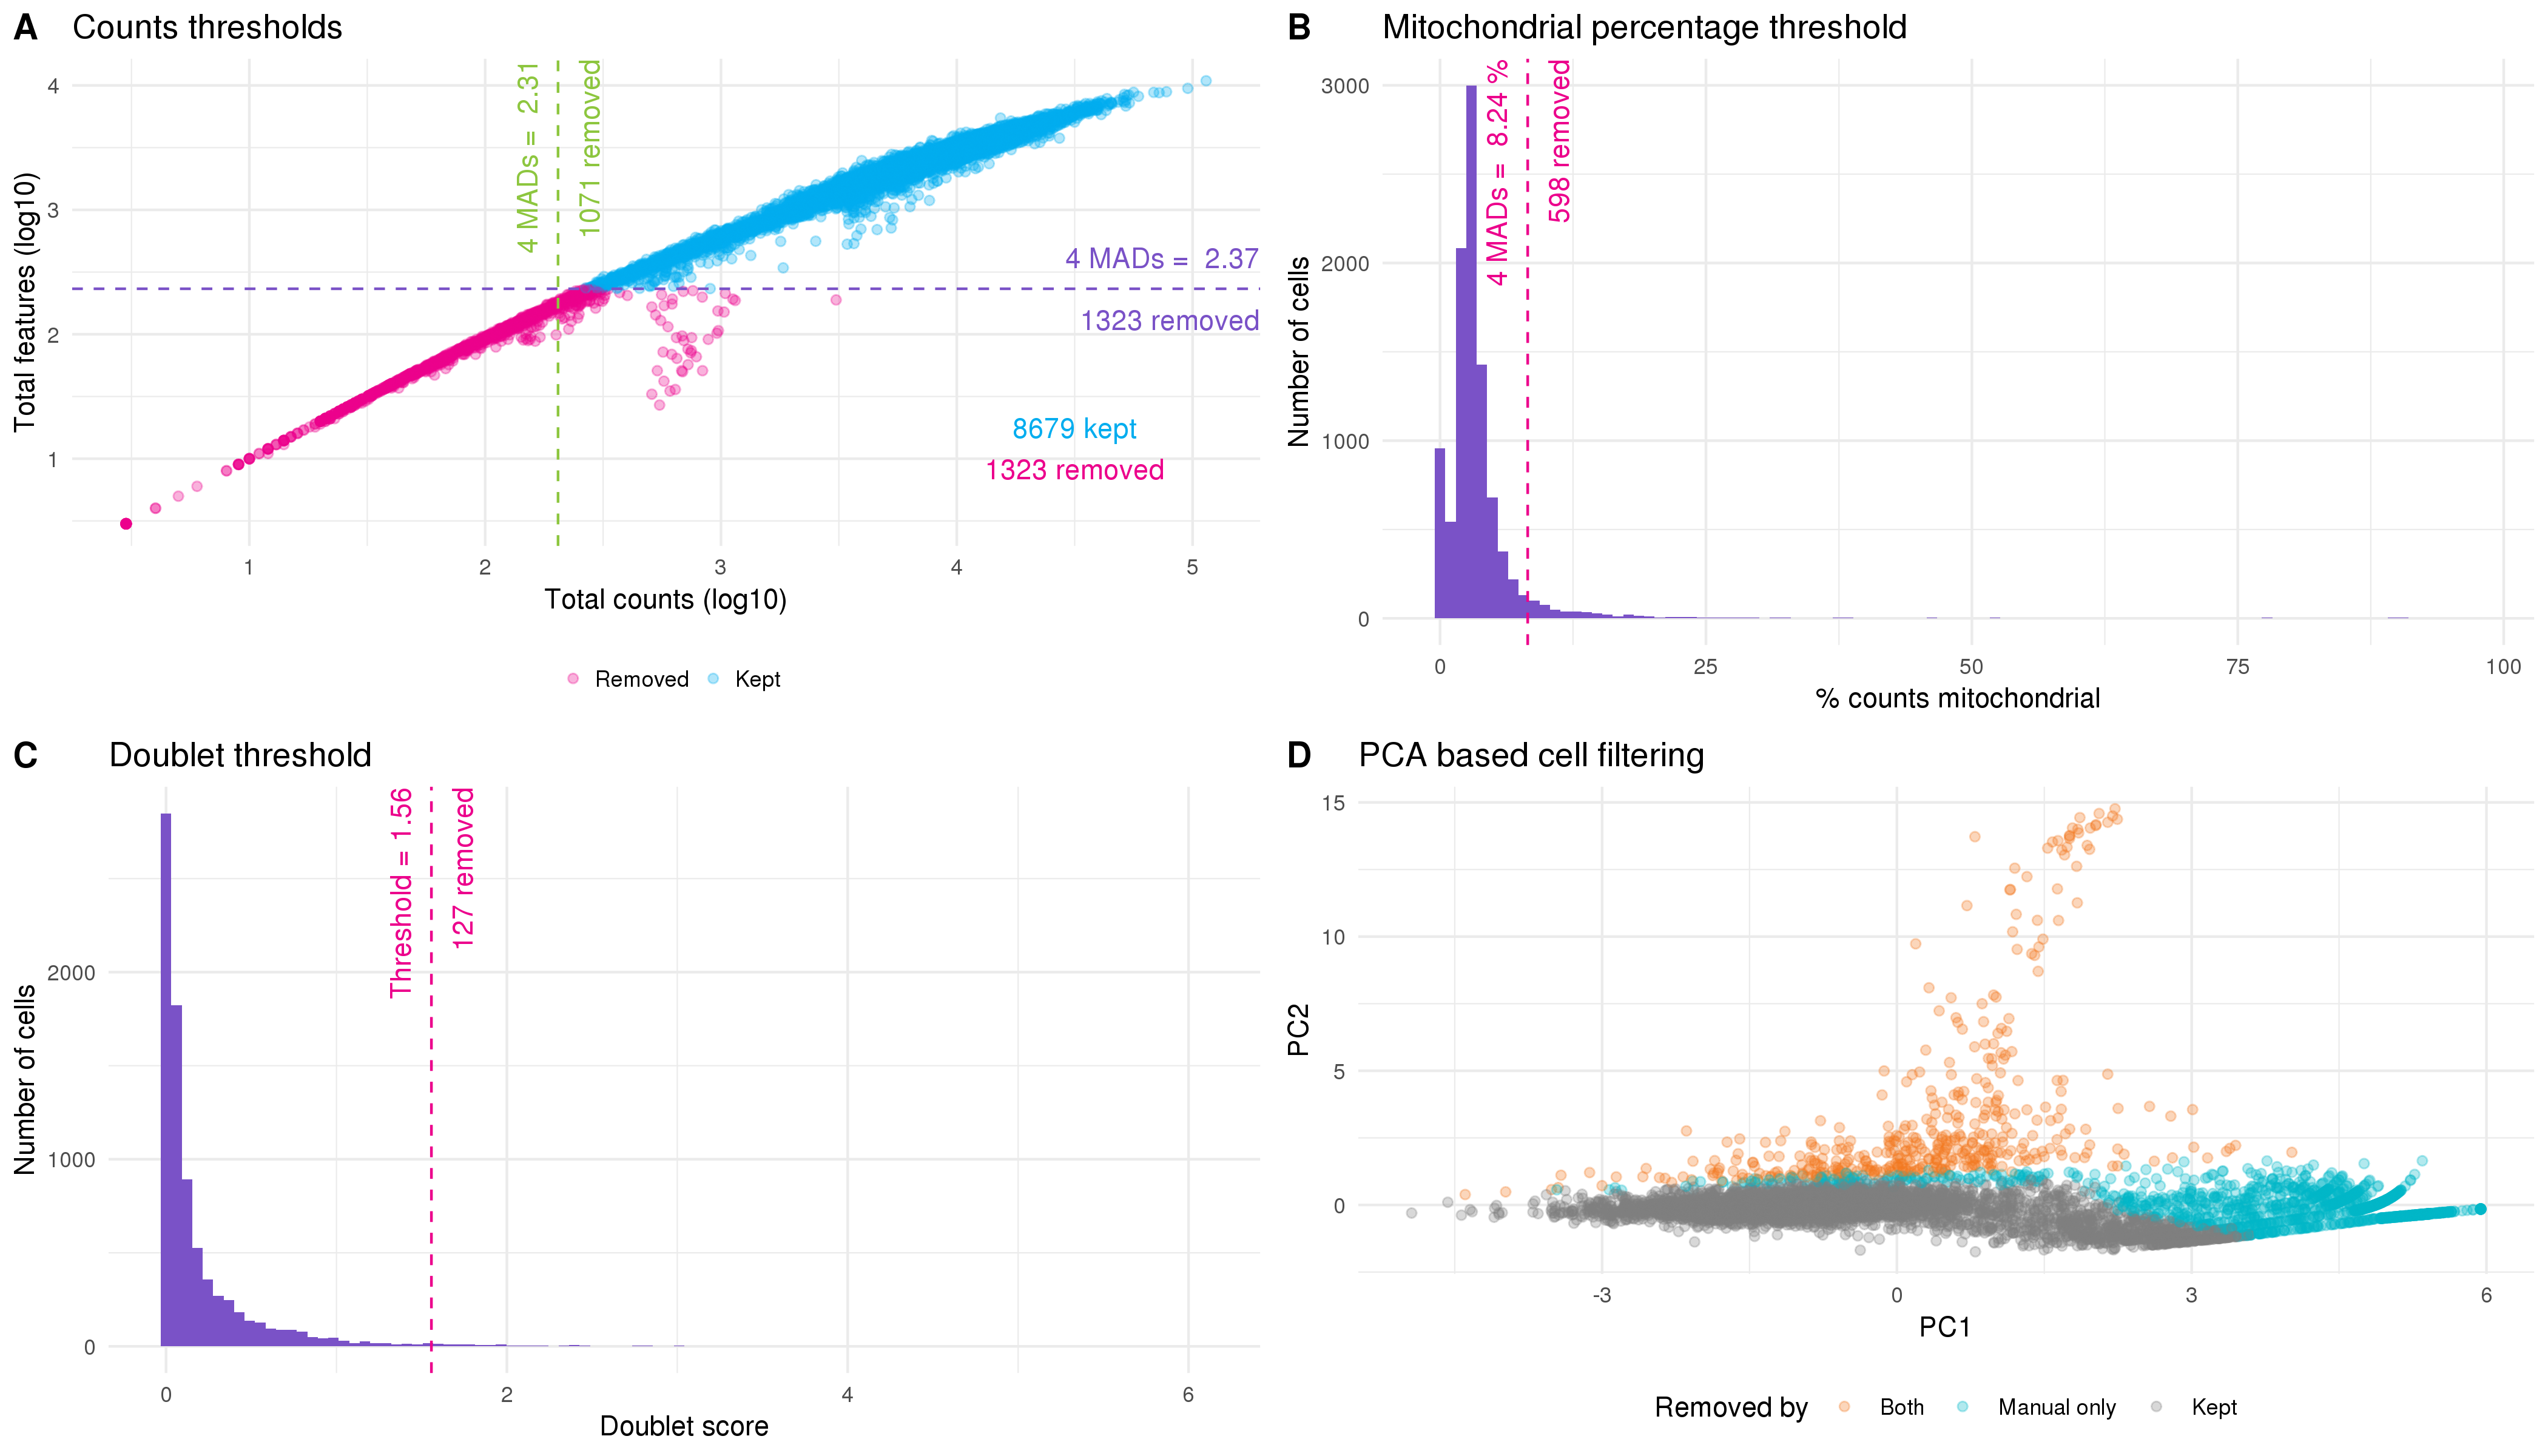 A Counts thresholds
4 MADs = 2.31
1071 removed
4 MADs = 2.37
1323 removed
8679 kept
1323 removed
4
3
2
1
Total features (log10)
1 2 3 4 5
Total counts (log10)
Removed Kept
B Mitochondrial percentage threshold
4 MADs = 8.24 %
598 removed
3000
2000
1000
0
Number of cells
0 25 50 75 100
% counts mitochondrial
C Doublet threshold
Threshold = 1.56
127 removed
2000
1000
0
Number of cells
0 2 4 6
Doublet score
D PCA based cell filtering
15
10
5
0
PC2
-3 0 3 6
PC1
Removed by Both Manual only Kept